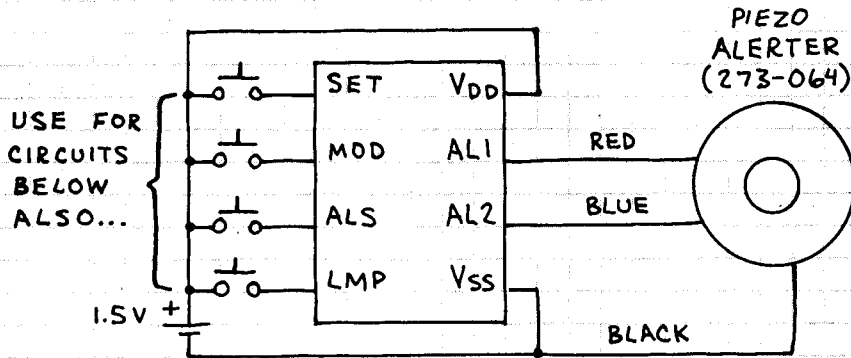 PIEZO
ALERTER
(273-064)
USE FOR
CIRCUITS
BELOW
ALSO...
SET
MOD
ALS
LMP
VDD
AL1
AL2
VSS
RED
BLUE
BLACK
1.5V +